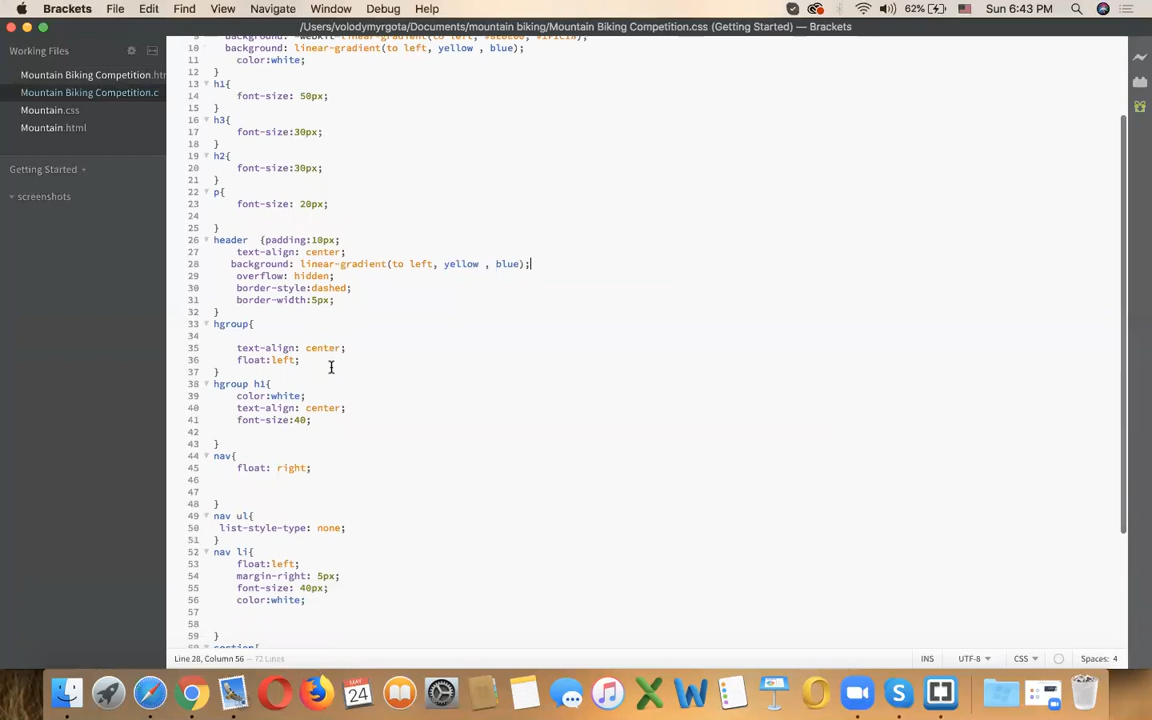 Brackets File Edit Find View Navigate Window Debug Help 62% Sun 6:43 PM
/Users/volodymyrgota/Documents/mountain biking/Mountain Biking Competition.css (Getting Started) — Brackets
Working Files
Mountain Biking Competition.htm
Mountain Biking Competition.c
Mountain.css
Mountain.html
Getting Started
screenshots
10 background: linear-gradient(to left, yellow , blue);
11 color:white;
12 }
13 h1{
14 font-size: 50px;
15 }
16 h3{
17 font-size:30px;
18 }
19 h2{
20 font-size:30px;
21 }
22 p{
23 font-size: 20px;
24
25 }
26 header {padding:10px;
27 text-align: center;
28 background: linear-gradient(to left, yellow , blue);
29 overflow: hidden;
30 border-style:dashed;
31 border-width:5px;
32 }
33 hgroup{
34
35 text-align: center;
36 float:left;
37 }
38 hgroup h1{
39 color:white;
40 text-align: center;
41 font-size:40;
42
43 }
44 nav{
45 float: right;
46
47
48 }
49 nav ul{
50 list-style-type: none;
51 }
52 nav li{
53 float:left;
54 margin-right: 5px;
55 font-size: 40px;
56 color:white;
57
58
59 }
Line 28, Column 56 — 72 Lines
INS UTF-8 CSS Spaces: 4
MAY
24